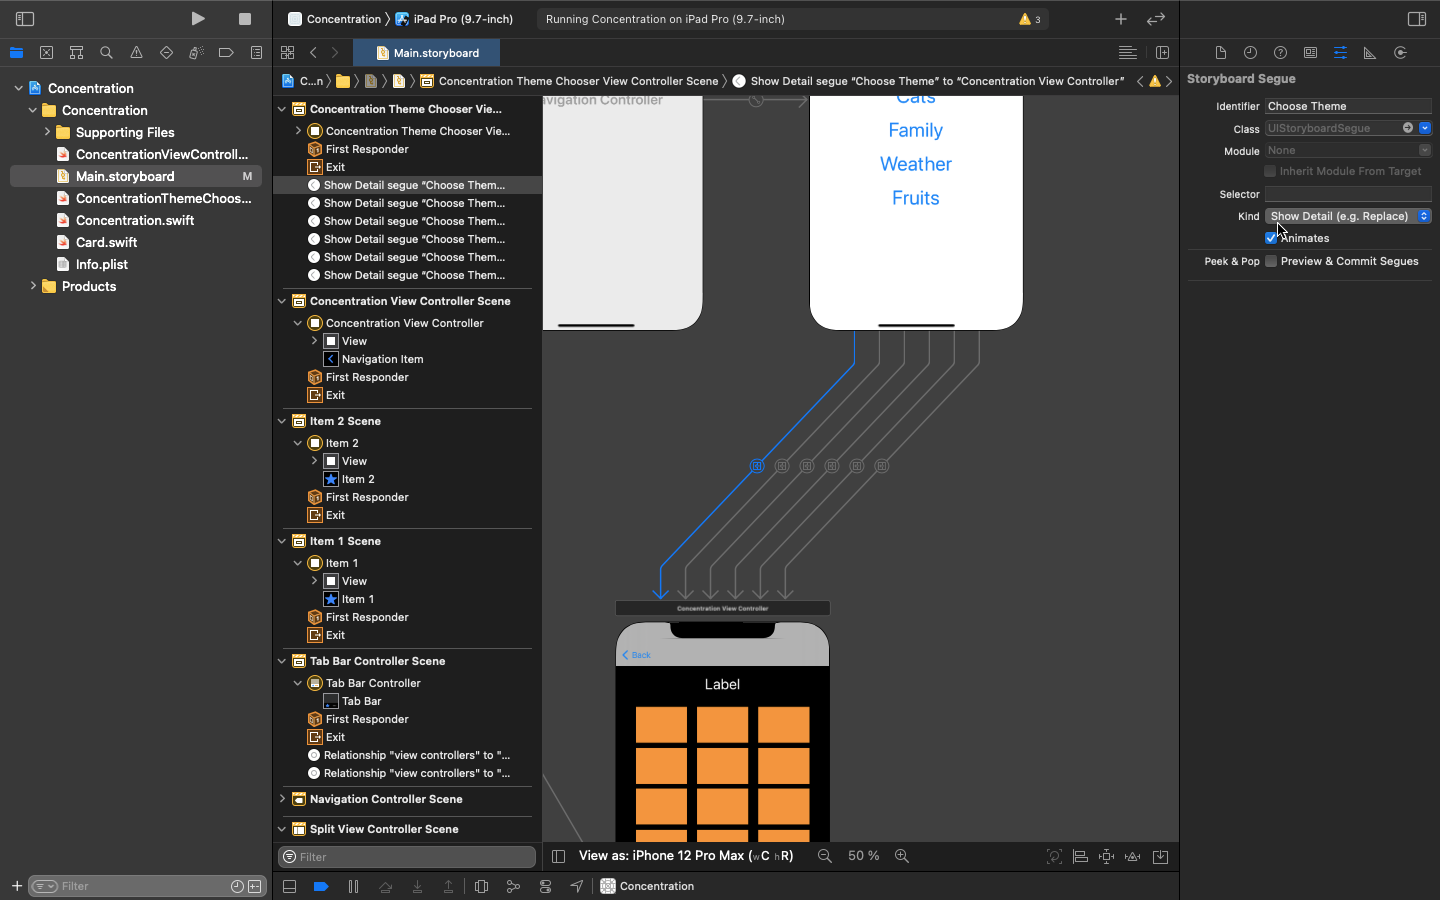 Concentration
iPad Pro (9.7-inch)
Running Concentration on iPad Pro (9.7-inch)
3
Main.storyboard
C...n
Concentration Theme Chooser View Controller Scene
Show Detail segue “Choose Theme” to “Concentration View Controller”
Concentration
Concentration
Supporting Files
ConcentrationViewControll...
Main.storyboard
M
ConcentrationThemeChoos...
Concentration.swift
Card.swift
Info.plist
Products
Filter
Concentration Theme Chooser Vie...
Concentration Theme Chooser Vie...
First Responder
Exit
Show Detail segue “Choose Them...
Show Detail segue “Choose Them...
Show Detail segue “Choose Them...
Show Detail segue “Choose Them...
Show Detail segue “Choose Them...
Show Detail segue “Choose Them...
Concentration View Controller Scene
Concentration View Controller
View
Navigation Item
First Responder
Exit
Item 2 Scene
Item 2
View
Item 2
First Responder
Exit
Item 1 Scene
Item 1
View
Item 1
First Responder
Exit
Tab Bar Controller Scene
Tab Bar Controller
Tab Bar
First Responder
Exit
Relationship "view controllers" to "...
Relationship "view controllers" to "...
Navigation Controller Scene
Split View Controller Scene
Filter
avigation Controller
Cats
Family
Weather
Fruits
Concentration View Controller
Back
Label
View as: iPhone 12 Pro Max (wC hR)
50 %
Concentration
Storyboard Segue
Identifier Choose Theme
Class UIStoryboardSegue
Module None
Inherit Module From Target
Selector
Kind Show Detail (e.g. Replace)
Animates
Peek & Pop Preview & Commit Segues